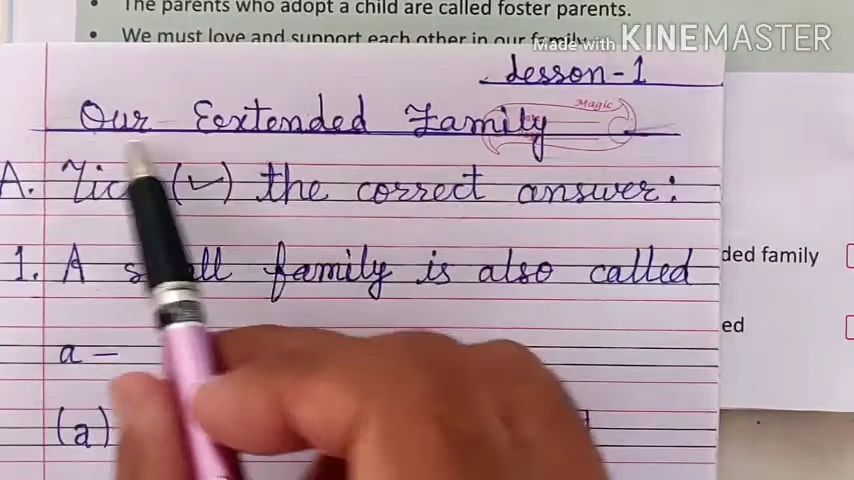 The parents who adopt a child are called foster parents.
We must love and support each other in our family.
Made with KINEMASTER
Lesson-1
Our Eextended Family
Magic
A. Tick (✓) the correct answer:
1. A small family is also called
ded family
ed
a –
(a)